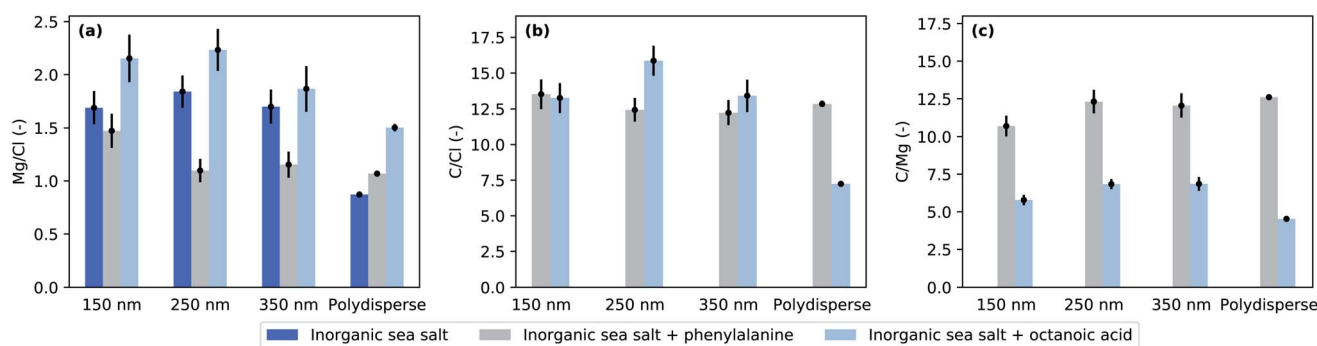 (a)
Mg/Cl (-)
2.5
2.0
1.5
1.0
0.5
0.0
150 nm 250 nm 350 nm Polydisperse
(b)
C/Cl (-)
17.5
15.0
12.5
10.0
7.5
5.0
2.5
0.0
150 nm 250 nm 350 nm Polydisperse
(c)
C/Mg (-)
17.5
15.0
12.5
10.0
7.5
5.0
2.5
0.0
150 nm 250 nm 350 nm Polydisperse
Inorganic sea salt Inorganic sea salt + phenylalanine Inorganic sea salt + octanoic acid